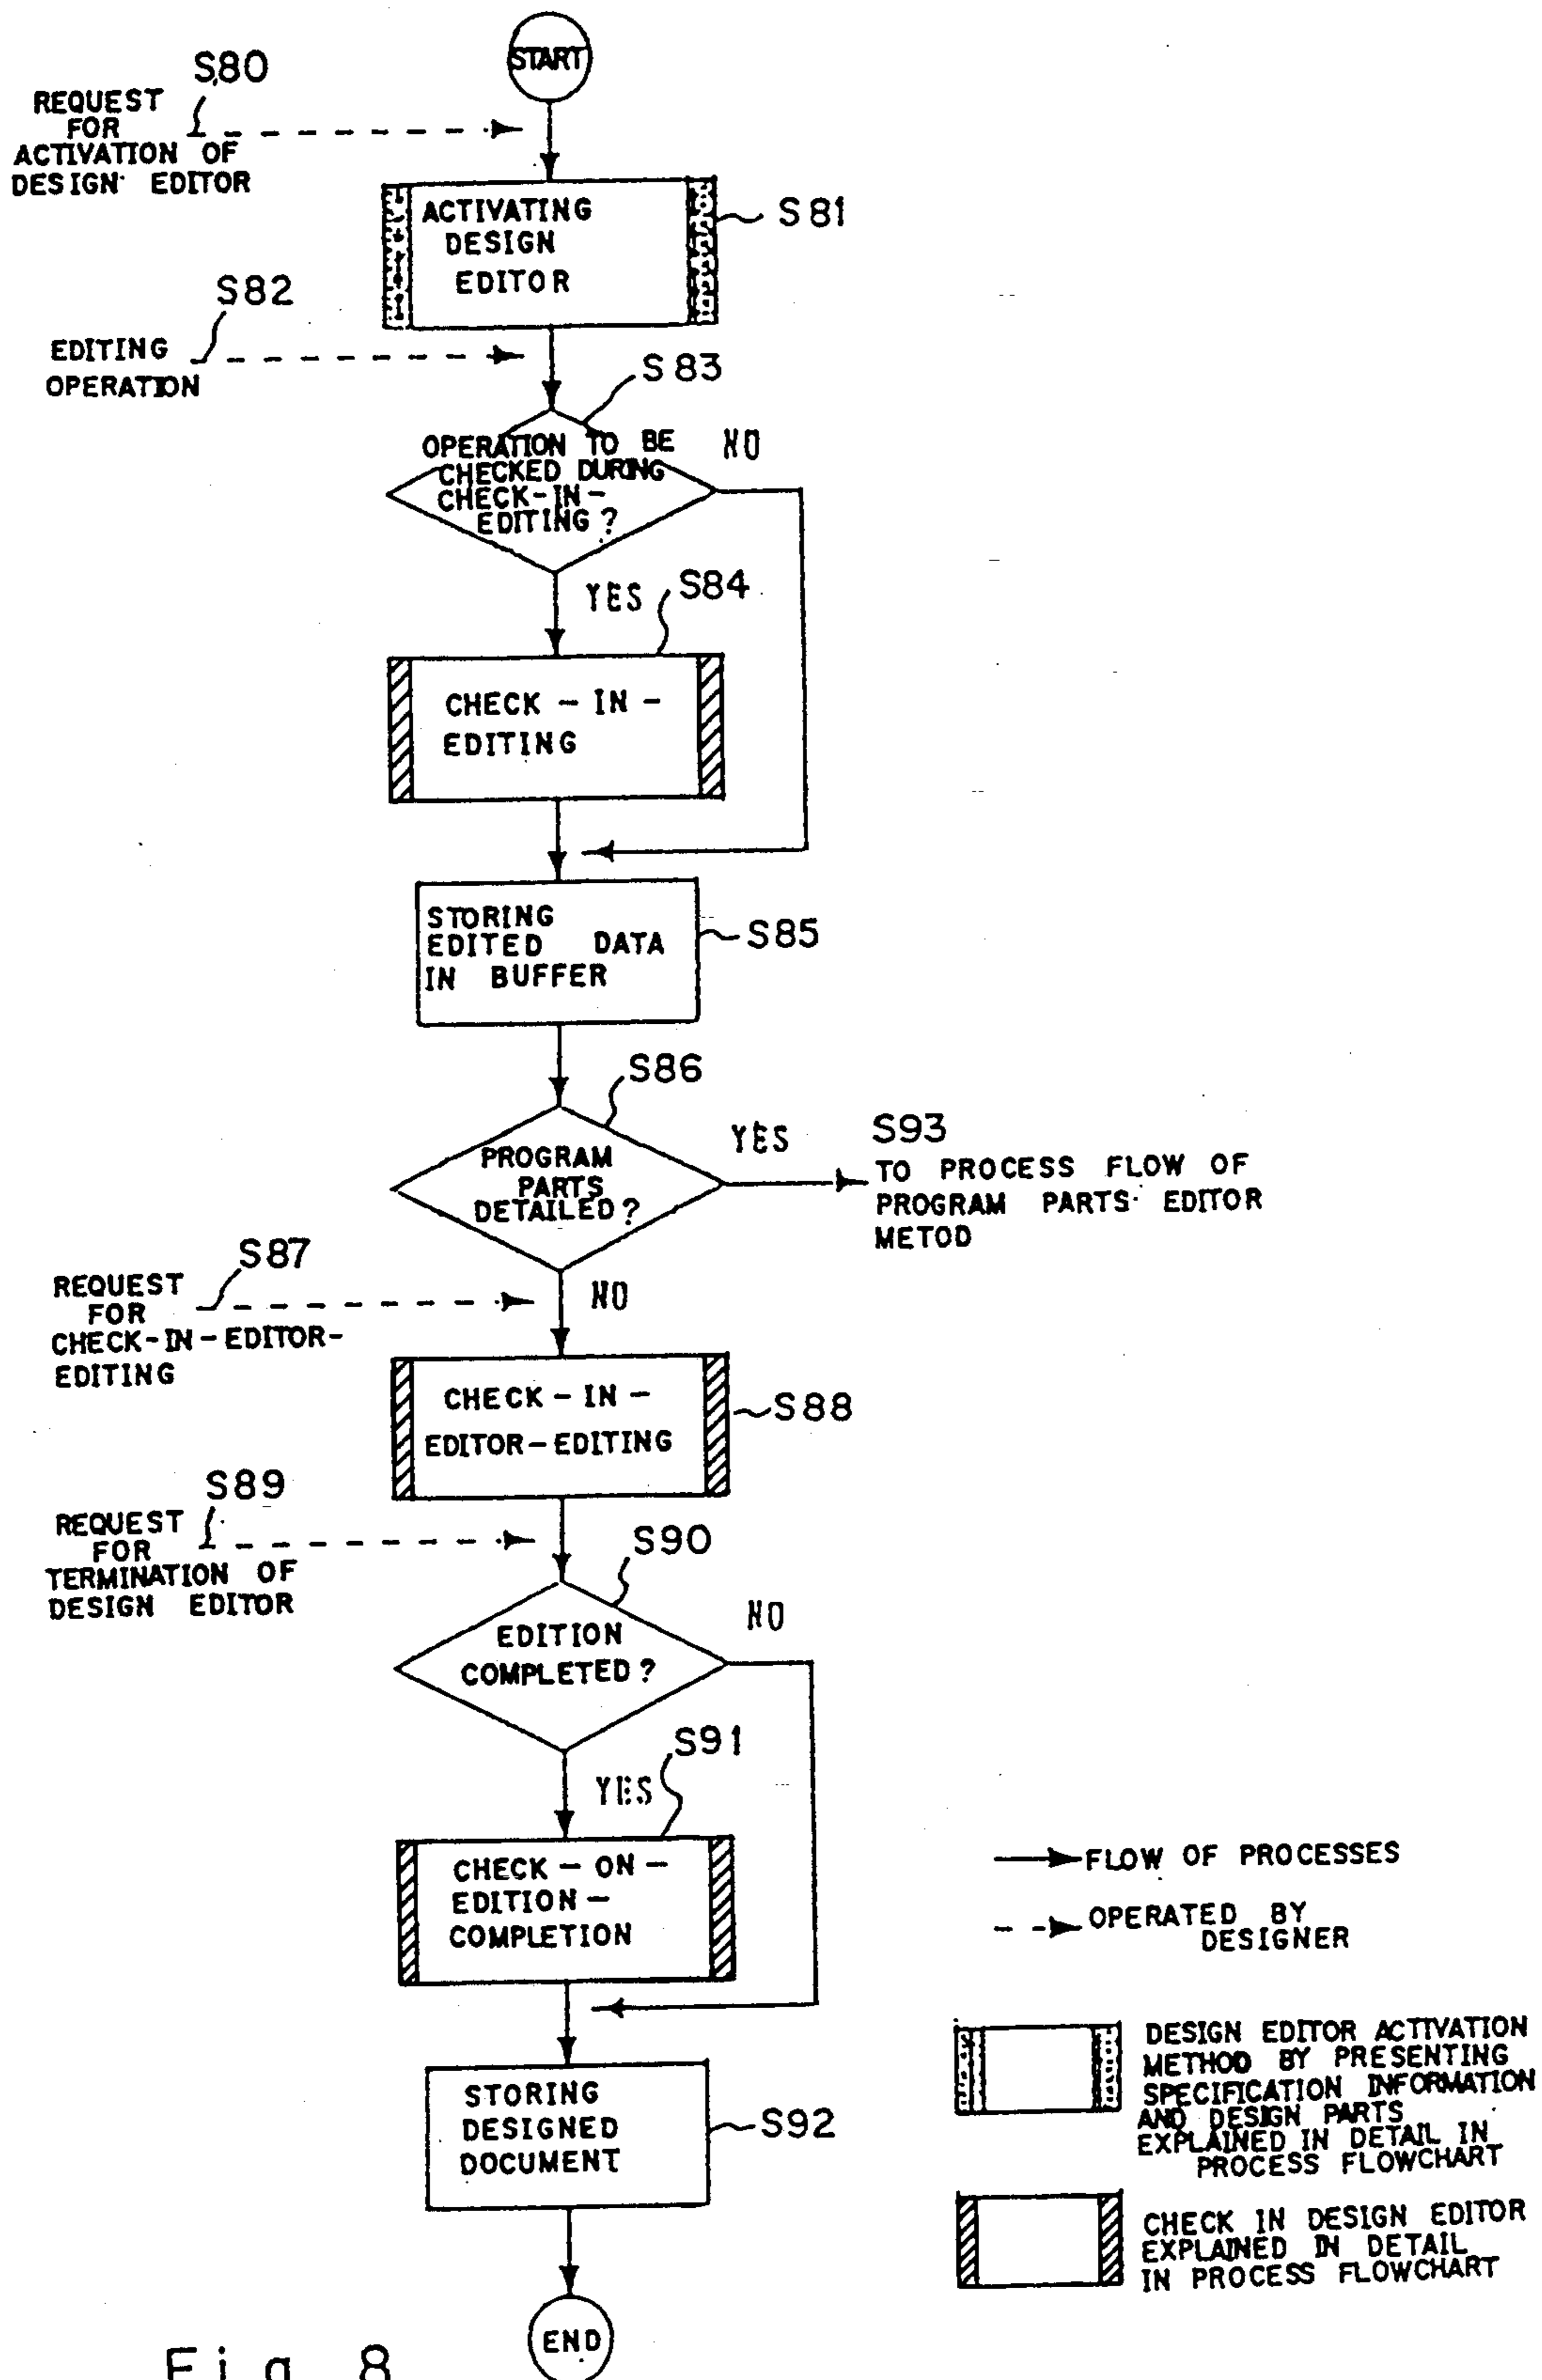 START
S80
REQUEST
FOR
ACTIVATION OF
DESIGN EDITOR
ACTIVATING
DESIGN
EDITOR
S81
S82
EDITING
OPERATION
S83
OPERATION TO BE
CHECKED DURING
CHECK-IN-
EDITING?
NO
YES
S84
CHECK-IN-
EDITING
STORING
EDITED DATA
IN BUFFER
S85
S86
PROGRAM
PARTS
DETAILED?
YES
S93
TO PROCESS FLOW OF
PROGRAM PARTS EDITOR
METOD
S87
REQUEST
FOR
CHECK-IN-EDITOR-
EDITING
NO
CHECK-IN-
EDITOR-EDITING
S88
S89
REQUEST
FOR
TERMINATION OF
DESIGN EDITOR
S90
EDITION
COMPLETED?
NO
YES
S91
CHECK-ON-
EDITION-
COMPLETION
STORING
DESIGNED
DOCUMENT
S92
END
FLOW OF PROCESSES
OPERATED BY
DESIGNER
DESIGN EDITOR ACTIVATION
METHOD BY PRESENTING
SPECIFICATION INFORMATION
AND DESIGN PARTS
EXPLAINED IN DETAIL IN
PROCESS FLOWCHART
CHECK IN DESIGN EDITOR
EXPLAINED IN DETAIL
IN PROCESS FLOWCHART
Fig. 8